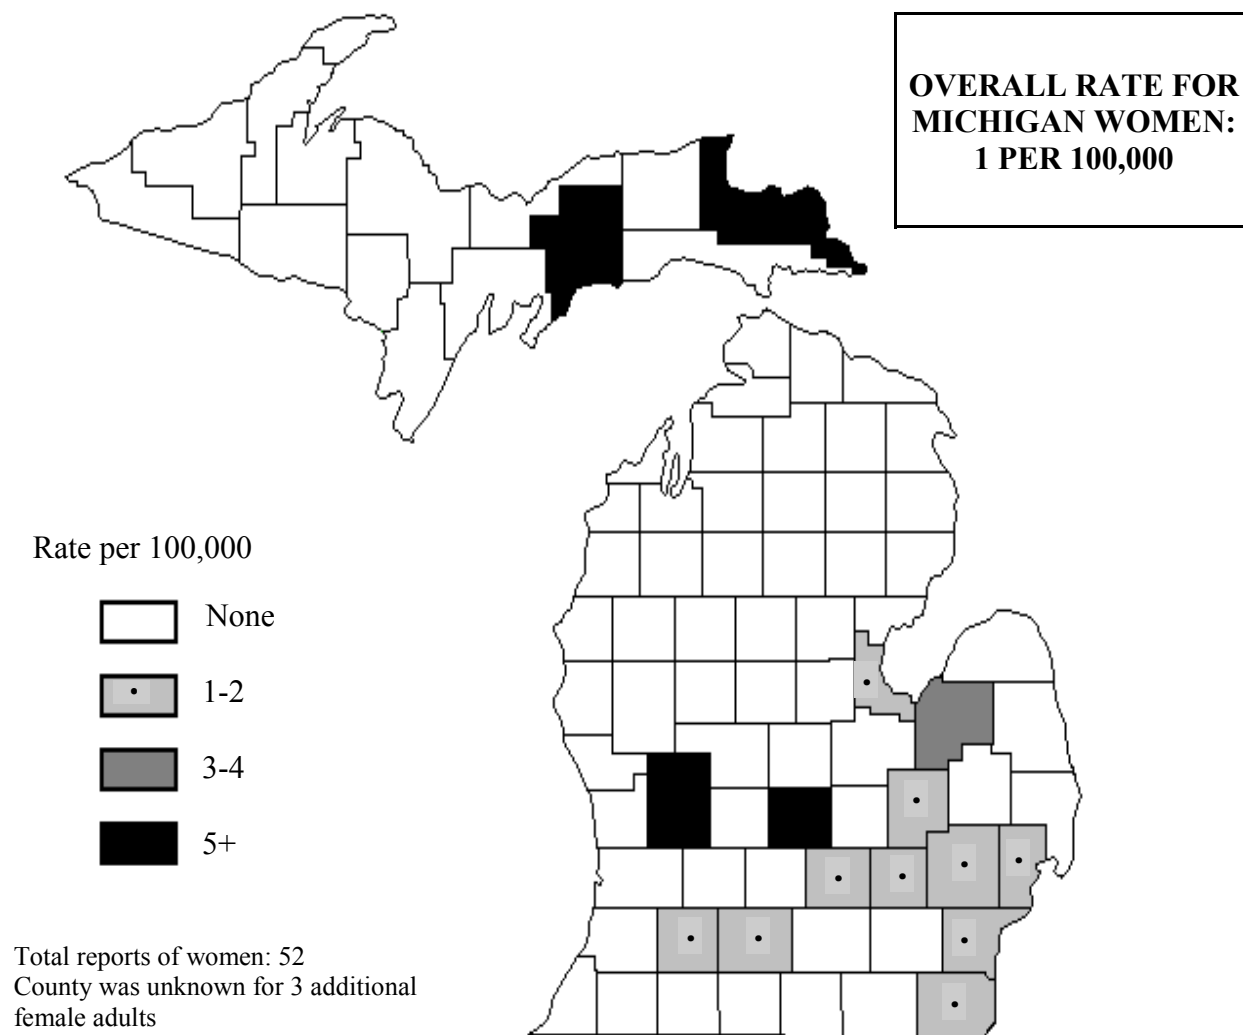 OVERALL RATE FOR
MICHIGAN WOMEN:
1 PER 100,000
Rate per 100,000
None
1-2
3-4
5+
Total reports of women: 52
County was unknown for 3 additional
female adults